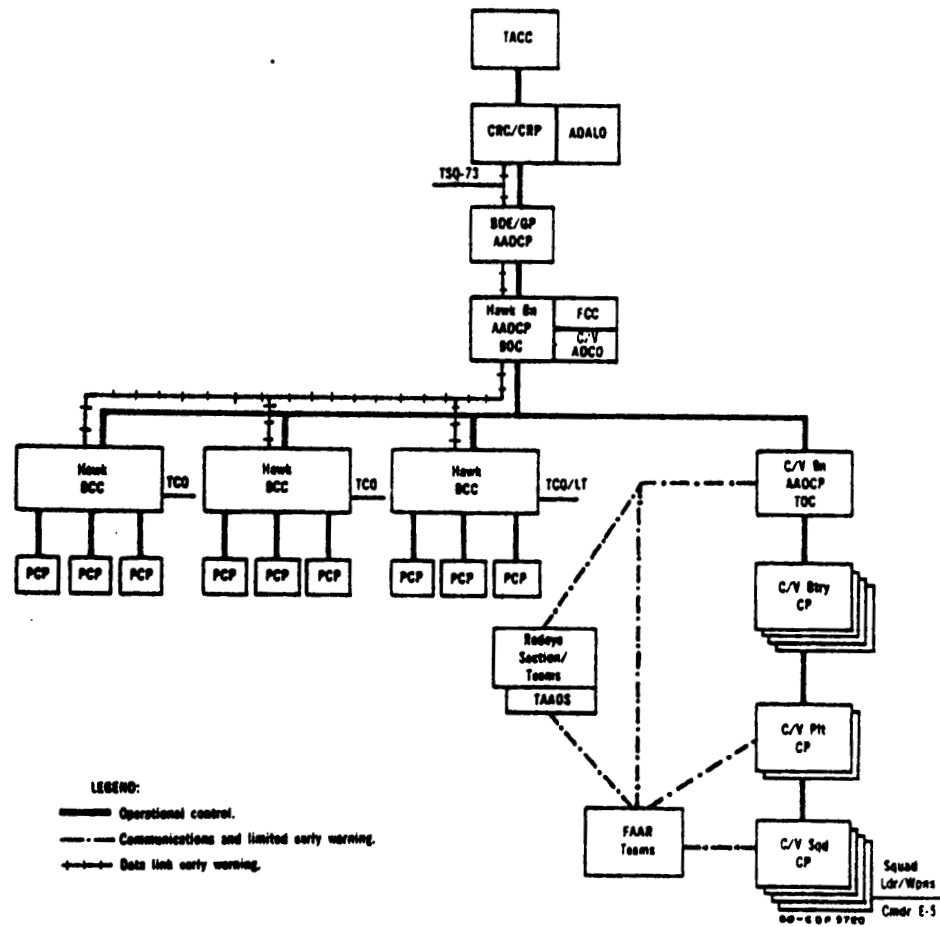 TACC
CRC/CRP
ADALO
TSQ-73
BDE/GP
AADCP
Hawk Bn
AADCP
BOC
FCC
C/V
ADCO
Hawk
BCC
TCO
Hawk
BCC
TCO
Hawk
BCC
TCO/LT
C/V Bn
AADCP
TOC
PCP
PCP
PCP
PCP
PCP
PCP
PCP
PCP
PCP
C/V Btry
CP
Redeye
Section/
Teams
TAADS
C/V Plt
CP
LEGEND:
Operational control.
Communications and limited early warning.
Data link early warning.
FAAR
Teams
C/V Sqd
CP
Squad
Ldr/Wpns
Cmdr E-5